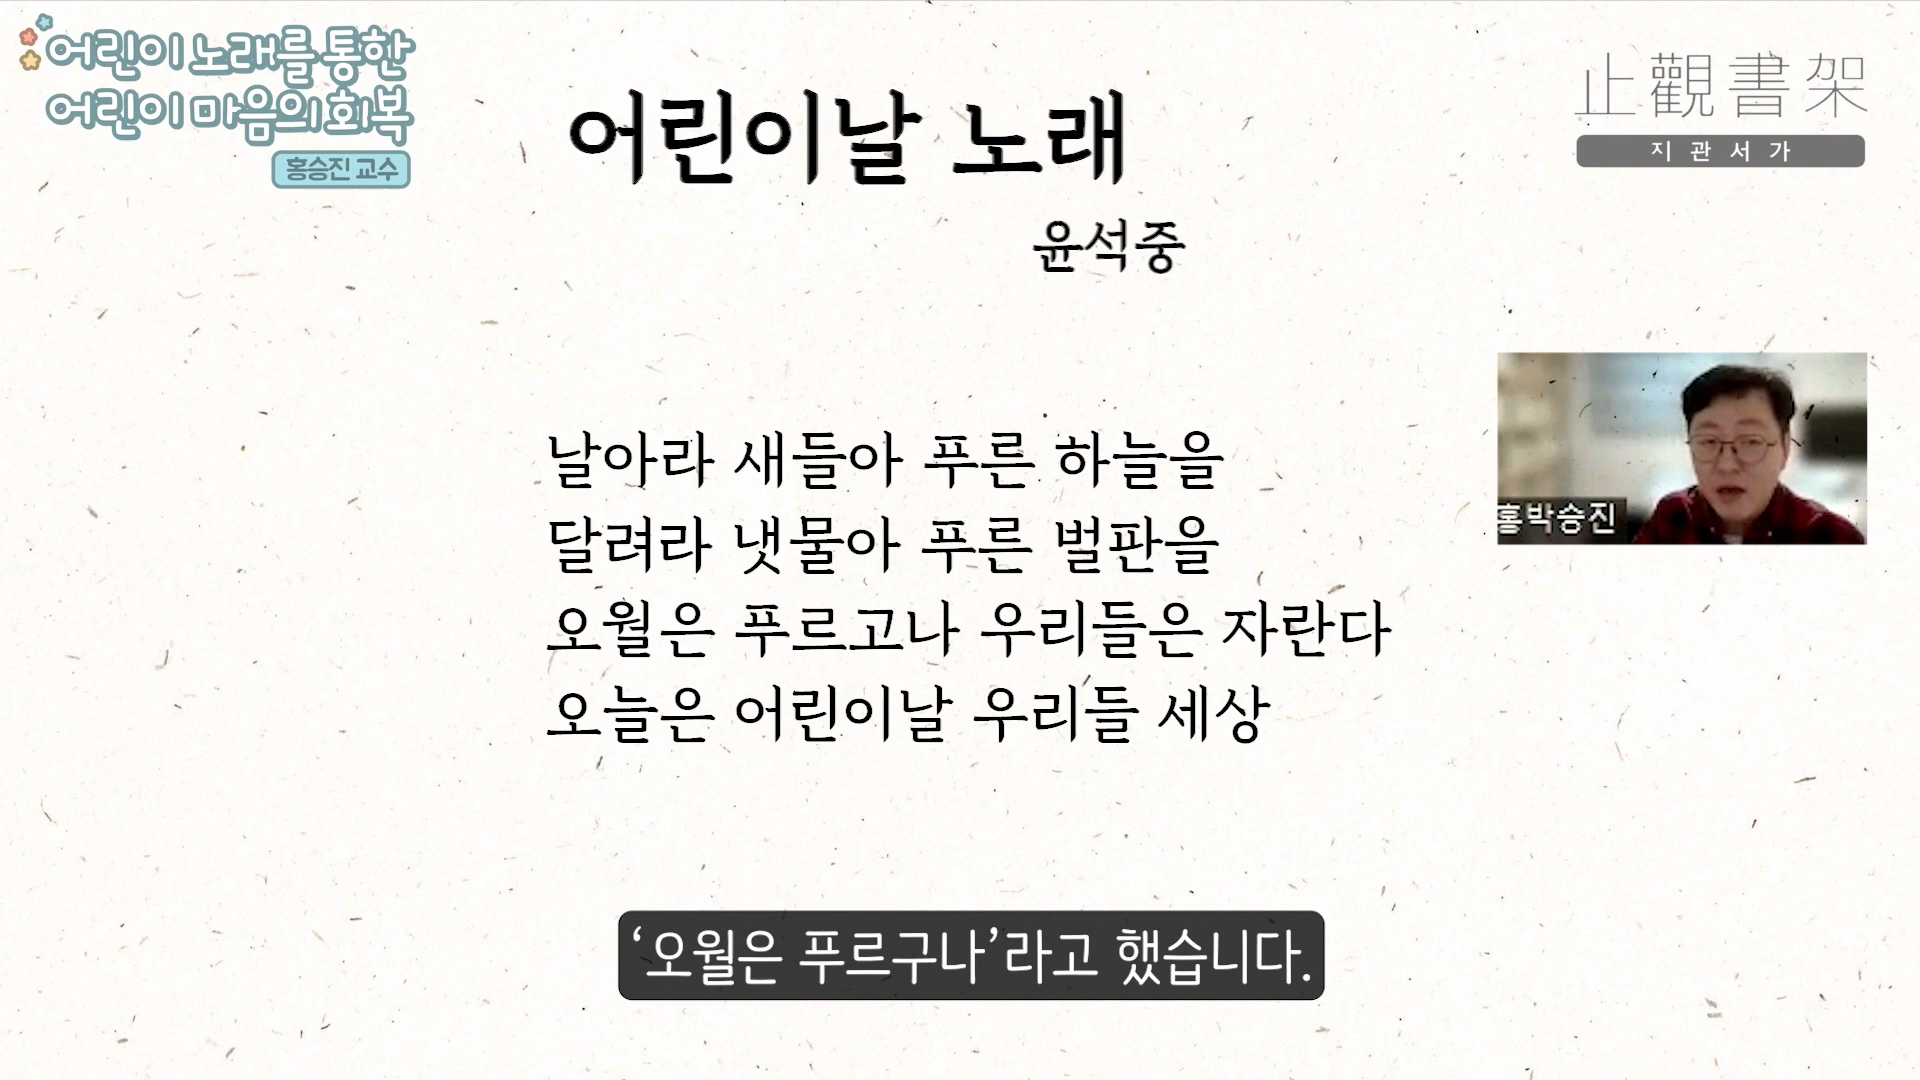 어린이 노래를 통한
어린이 마음의 회복
홍승진 교수
止觀書架
지관서가
어린이날 노래
윤석중
날아라 새들아 푸른 하늘을
달려라 냇물아 푸른 벌판을
오월은 푸르고나 우리들은 자란다
오늘은 어린이날 우리들 세상
홍박승진
‘오월은 푸르구나’라고 했습니다.